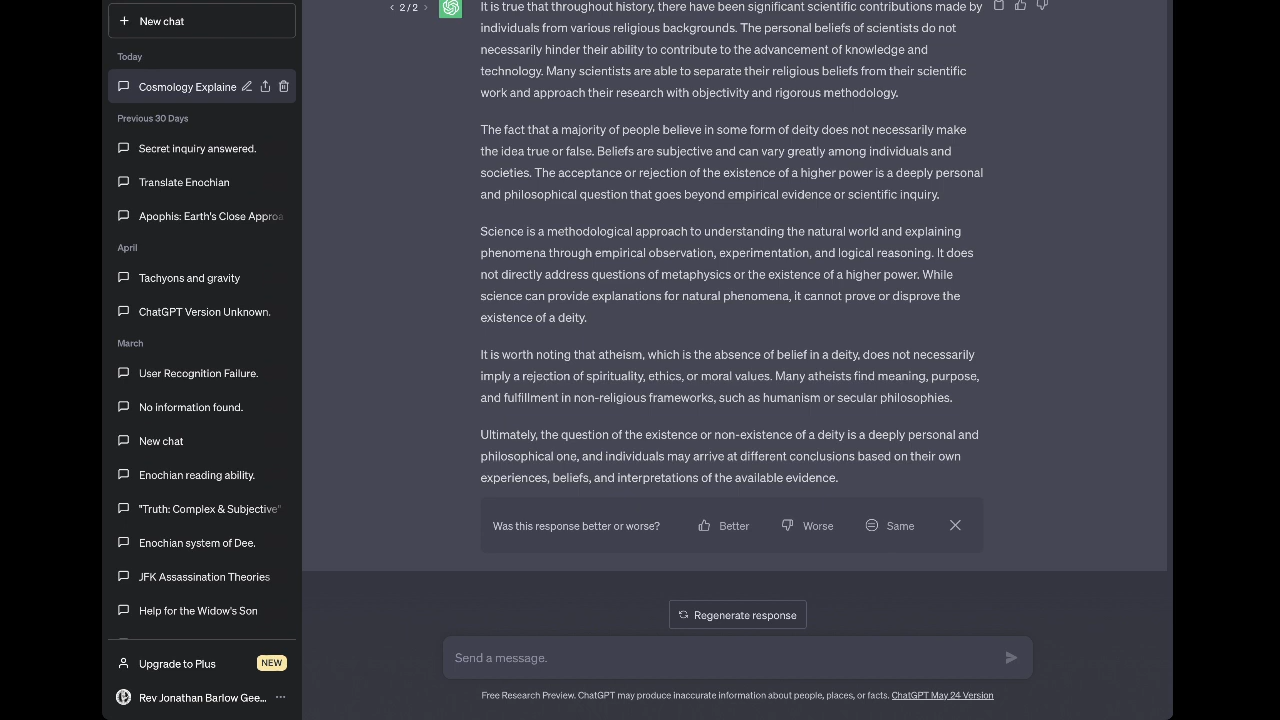 New chat
Today
Cosmology Explaine
Previous 30 Days
Secret inquiry answered.
Translate Enochian
Apophis: Earth's Close Approa
April
Tachyons and gravity
ChatGPT Version Unknown.
March
User Recognition Failure.
No information found.
New chat
Enochian reading ability.
"Truth: Complex & Subjective"
Enochian system of Dee.
JFK Assassination Theories
Help for the Widow's Son
Upgrade to Plus
NEW
Rev Jonathan Barlow Gee...
2 / 2
It is true that throughout history, there have been significant scientific contributions made by
individuals from various religious backgrounds. The personal beliefs of scientists do not
necessarily hinder their ability to contribute to the advancement of knowledge and
technology. Many scientists are able to separate their religious beliefs from their scientific
work and approach their research with objectivity and rigorous methodology.
The fact that a majority of people believe in some form of deity does not necessarily make
the idea true or false. Beliefs are subjective and can vary greatly among individuals and
societies. The acceptance or rejection of the existence of a higher power is a deeply personal
and philosophical question that goes beyond empirical evidence or scientific inquiry.
Science is a methodological approach to understanding the natural world and explaining
phenomena through empirical observation, experimentation, and logical reasoning. It does
not directly address questions of metaphysics or the existence of a higher power. While
science can provide explanations for natural phenomena, it cannot prove or disprove the
existence of a deity.
It is worth noting that atheism, which is the absence of belief in a deity, does not necessarily
imply a rejection of spirituality, ethics, or moral values. Many atheists find meaning, purpose,
and fulfillment in non-religious frameworks, such as humanism or secular philosophies.
Ultimately, the question of the existence or non-existence of a deity is a deeply personal and
philosophical one, and individuals may arrive at different conclusions based on their own
experiences, beliefs, and interpretations of the available evidence.
Was this response better or worse?
Better
Worse
Same
Regenerate response
Send a message.
Free Research Preview. ChatGPT may produce inaccurate information about people, places, or facts. ChatGPT May 24 Version